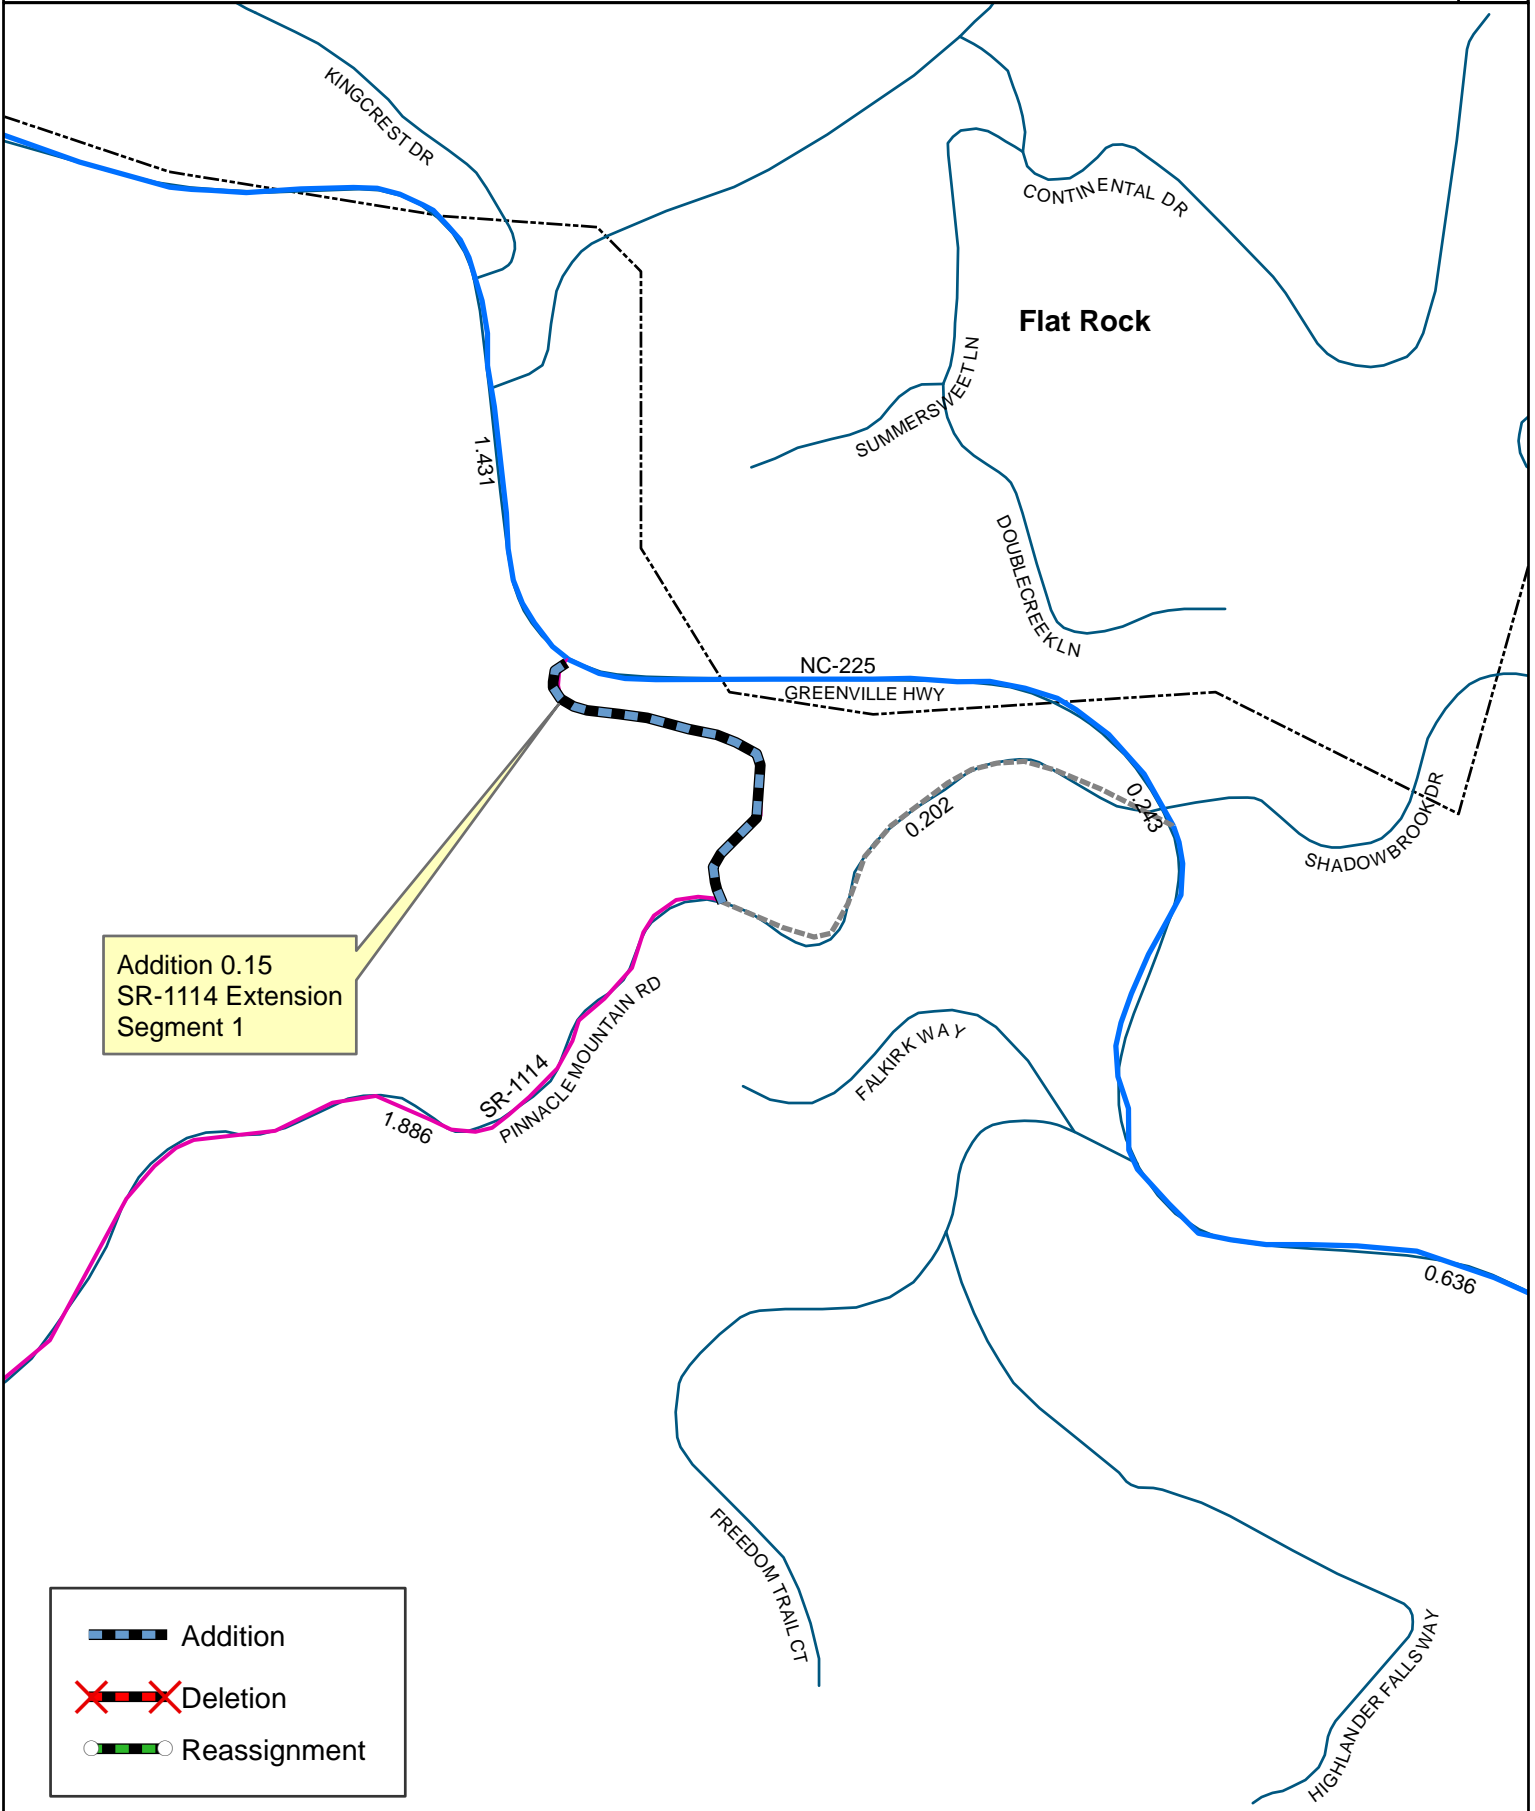 KINGCREST DR
CONTINENTAL DR
Flat Rock
SUMMERSWEET LN
1.431
DOUBLECREEK LN
NC-225
GREENVILLE HWY
0.243
0.202
SHADOWBROOK DR
Addition 0.15
SR-1114 Extension
Segment 1
PINNACLE MOUNTAIN RD
SR-1114
FALKIRK WAY
1.886
0.636
FREEDOM TRAIL CT
HIGHLANDER FALLS WAY
Addition
Deletion
Reassignment